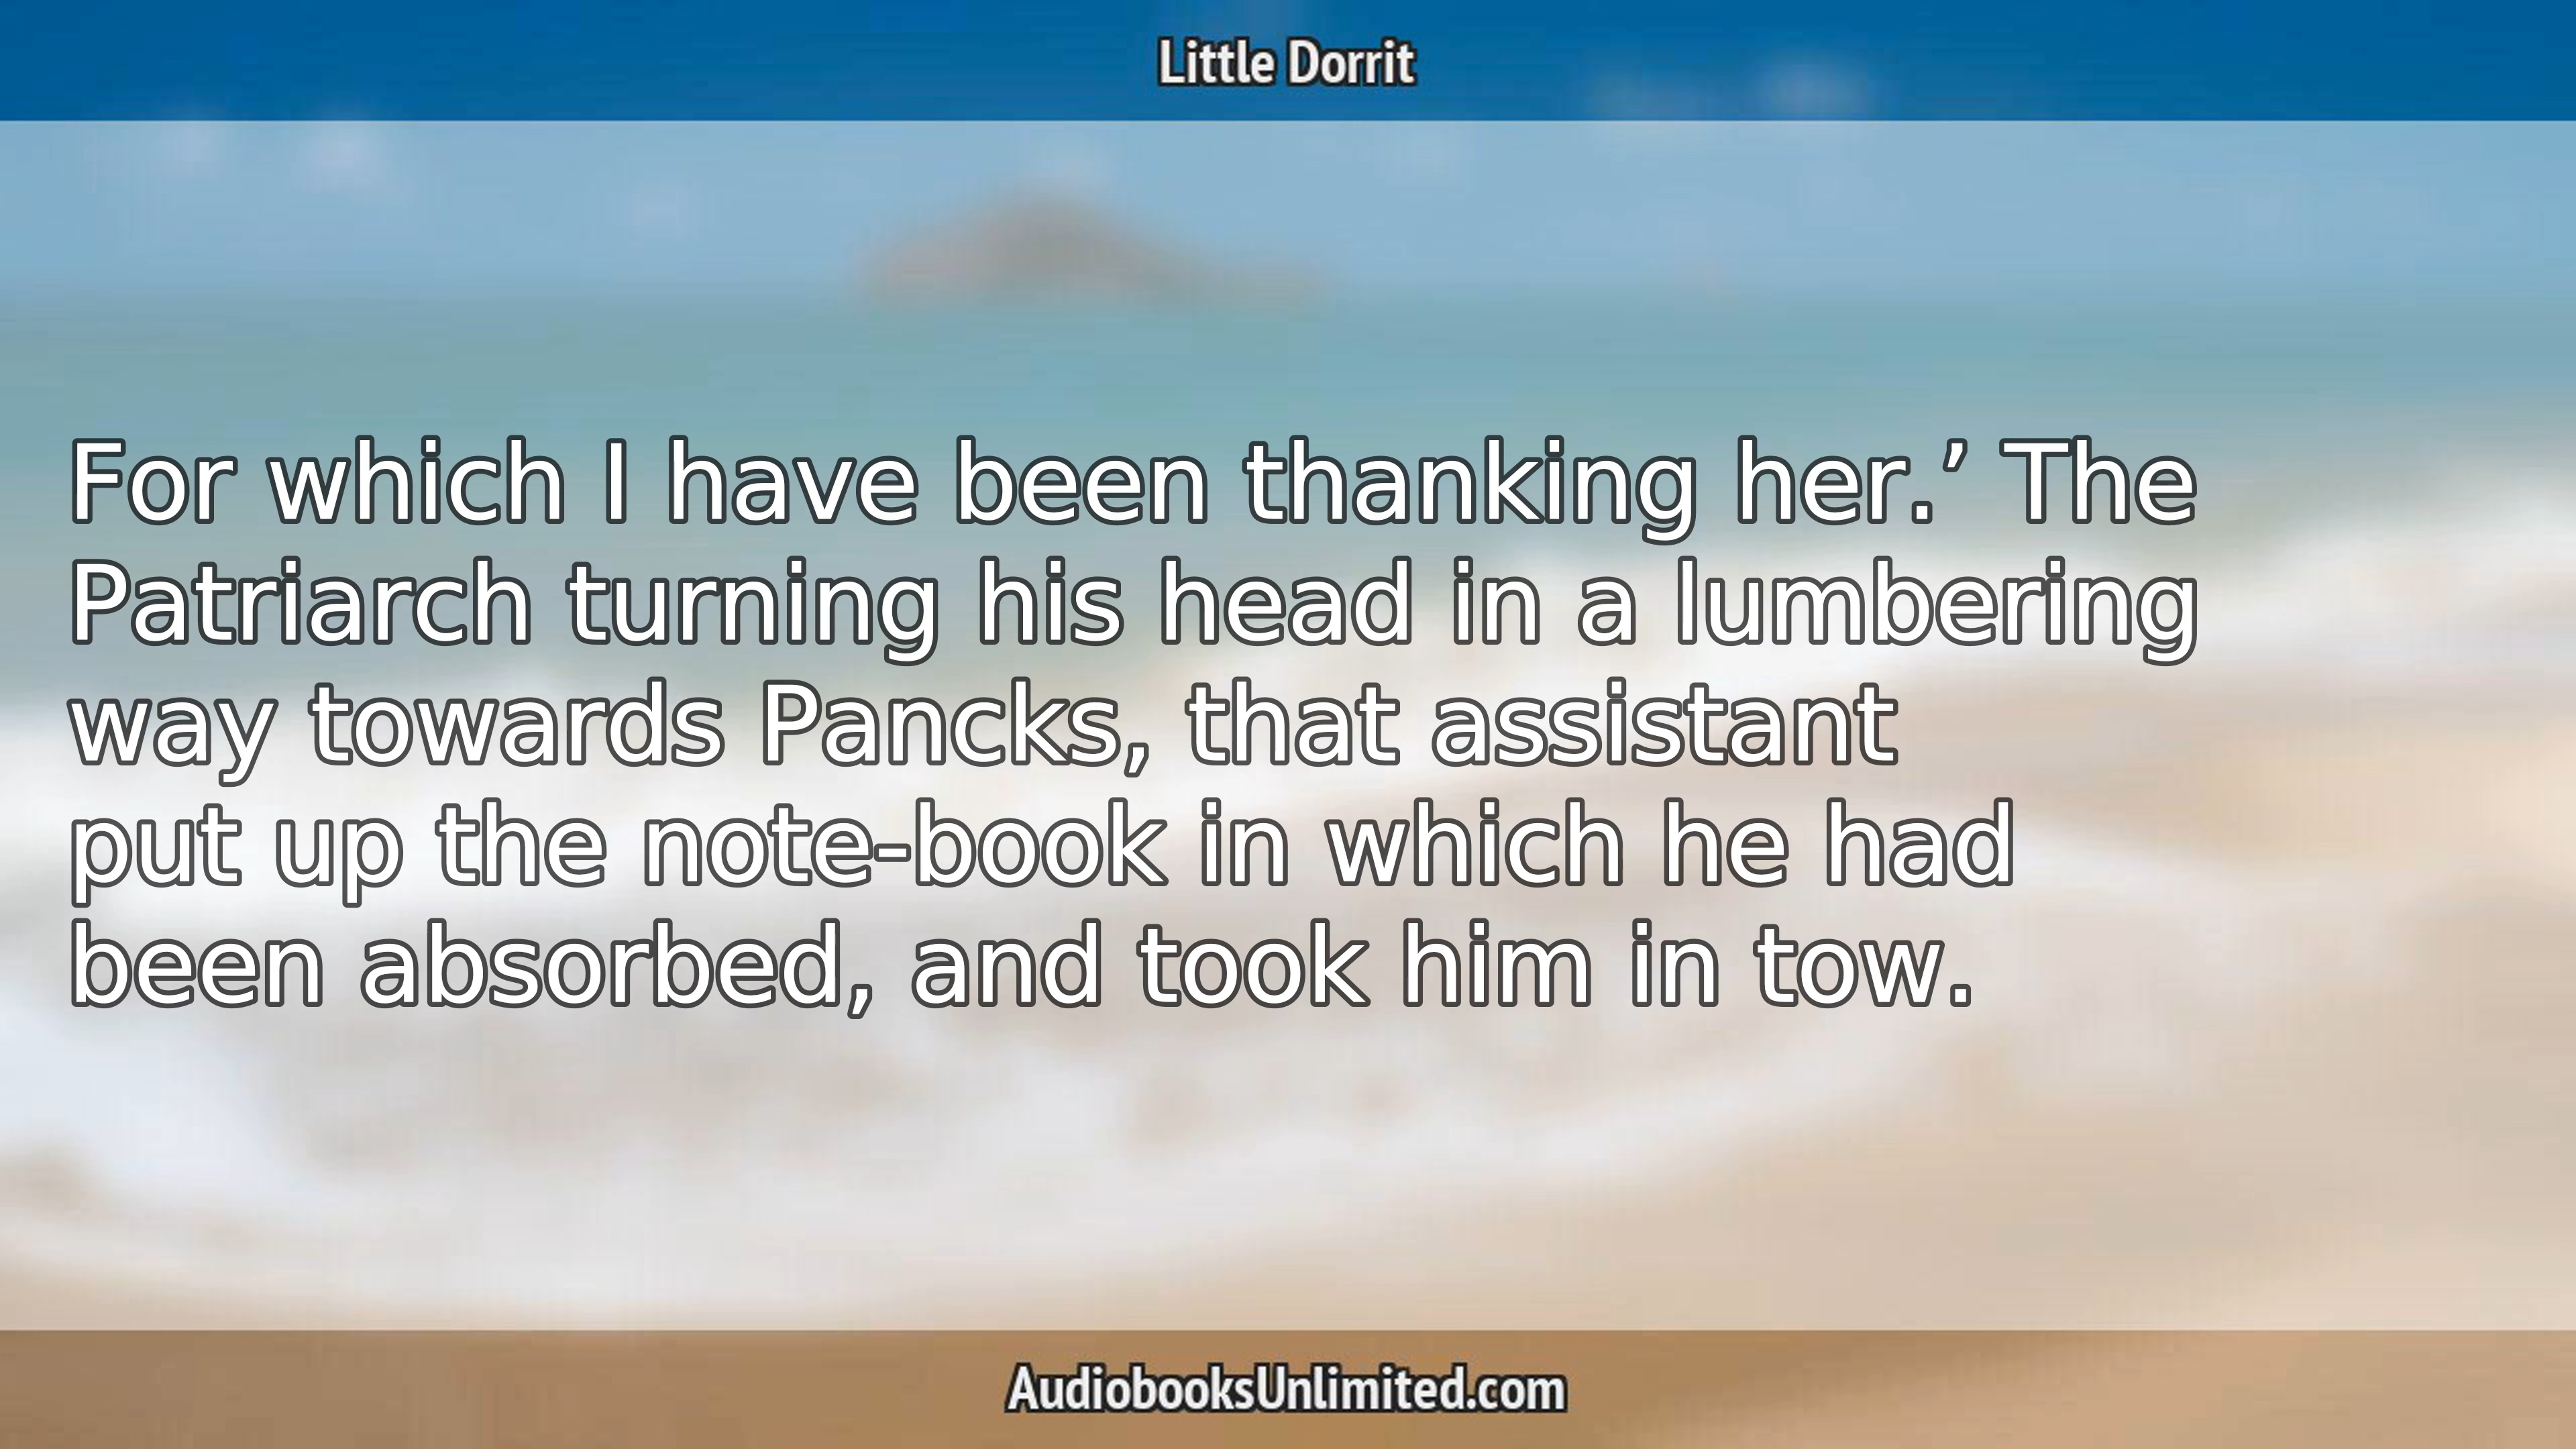 Little Dorrit
For which I have been thanking her.’ The
Patriarch turning his head in a lumbering
way towards Pancks, that assistant
put up the note-book in which he had
been absorbed, and took him in tow.
AudiobooksUnlimited.com